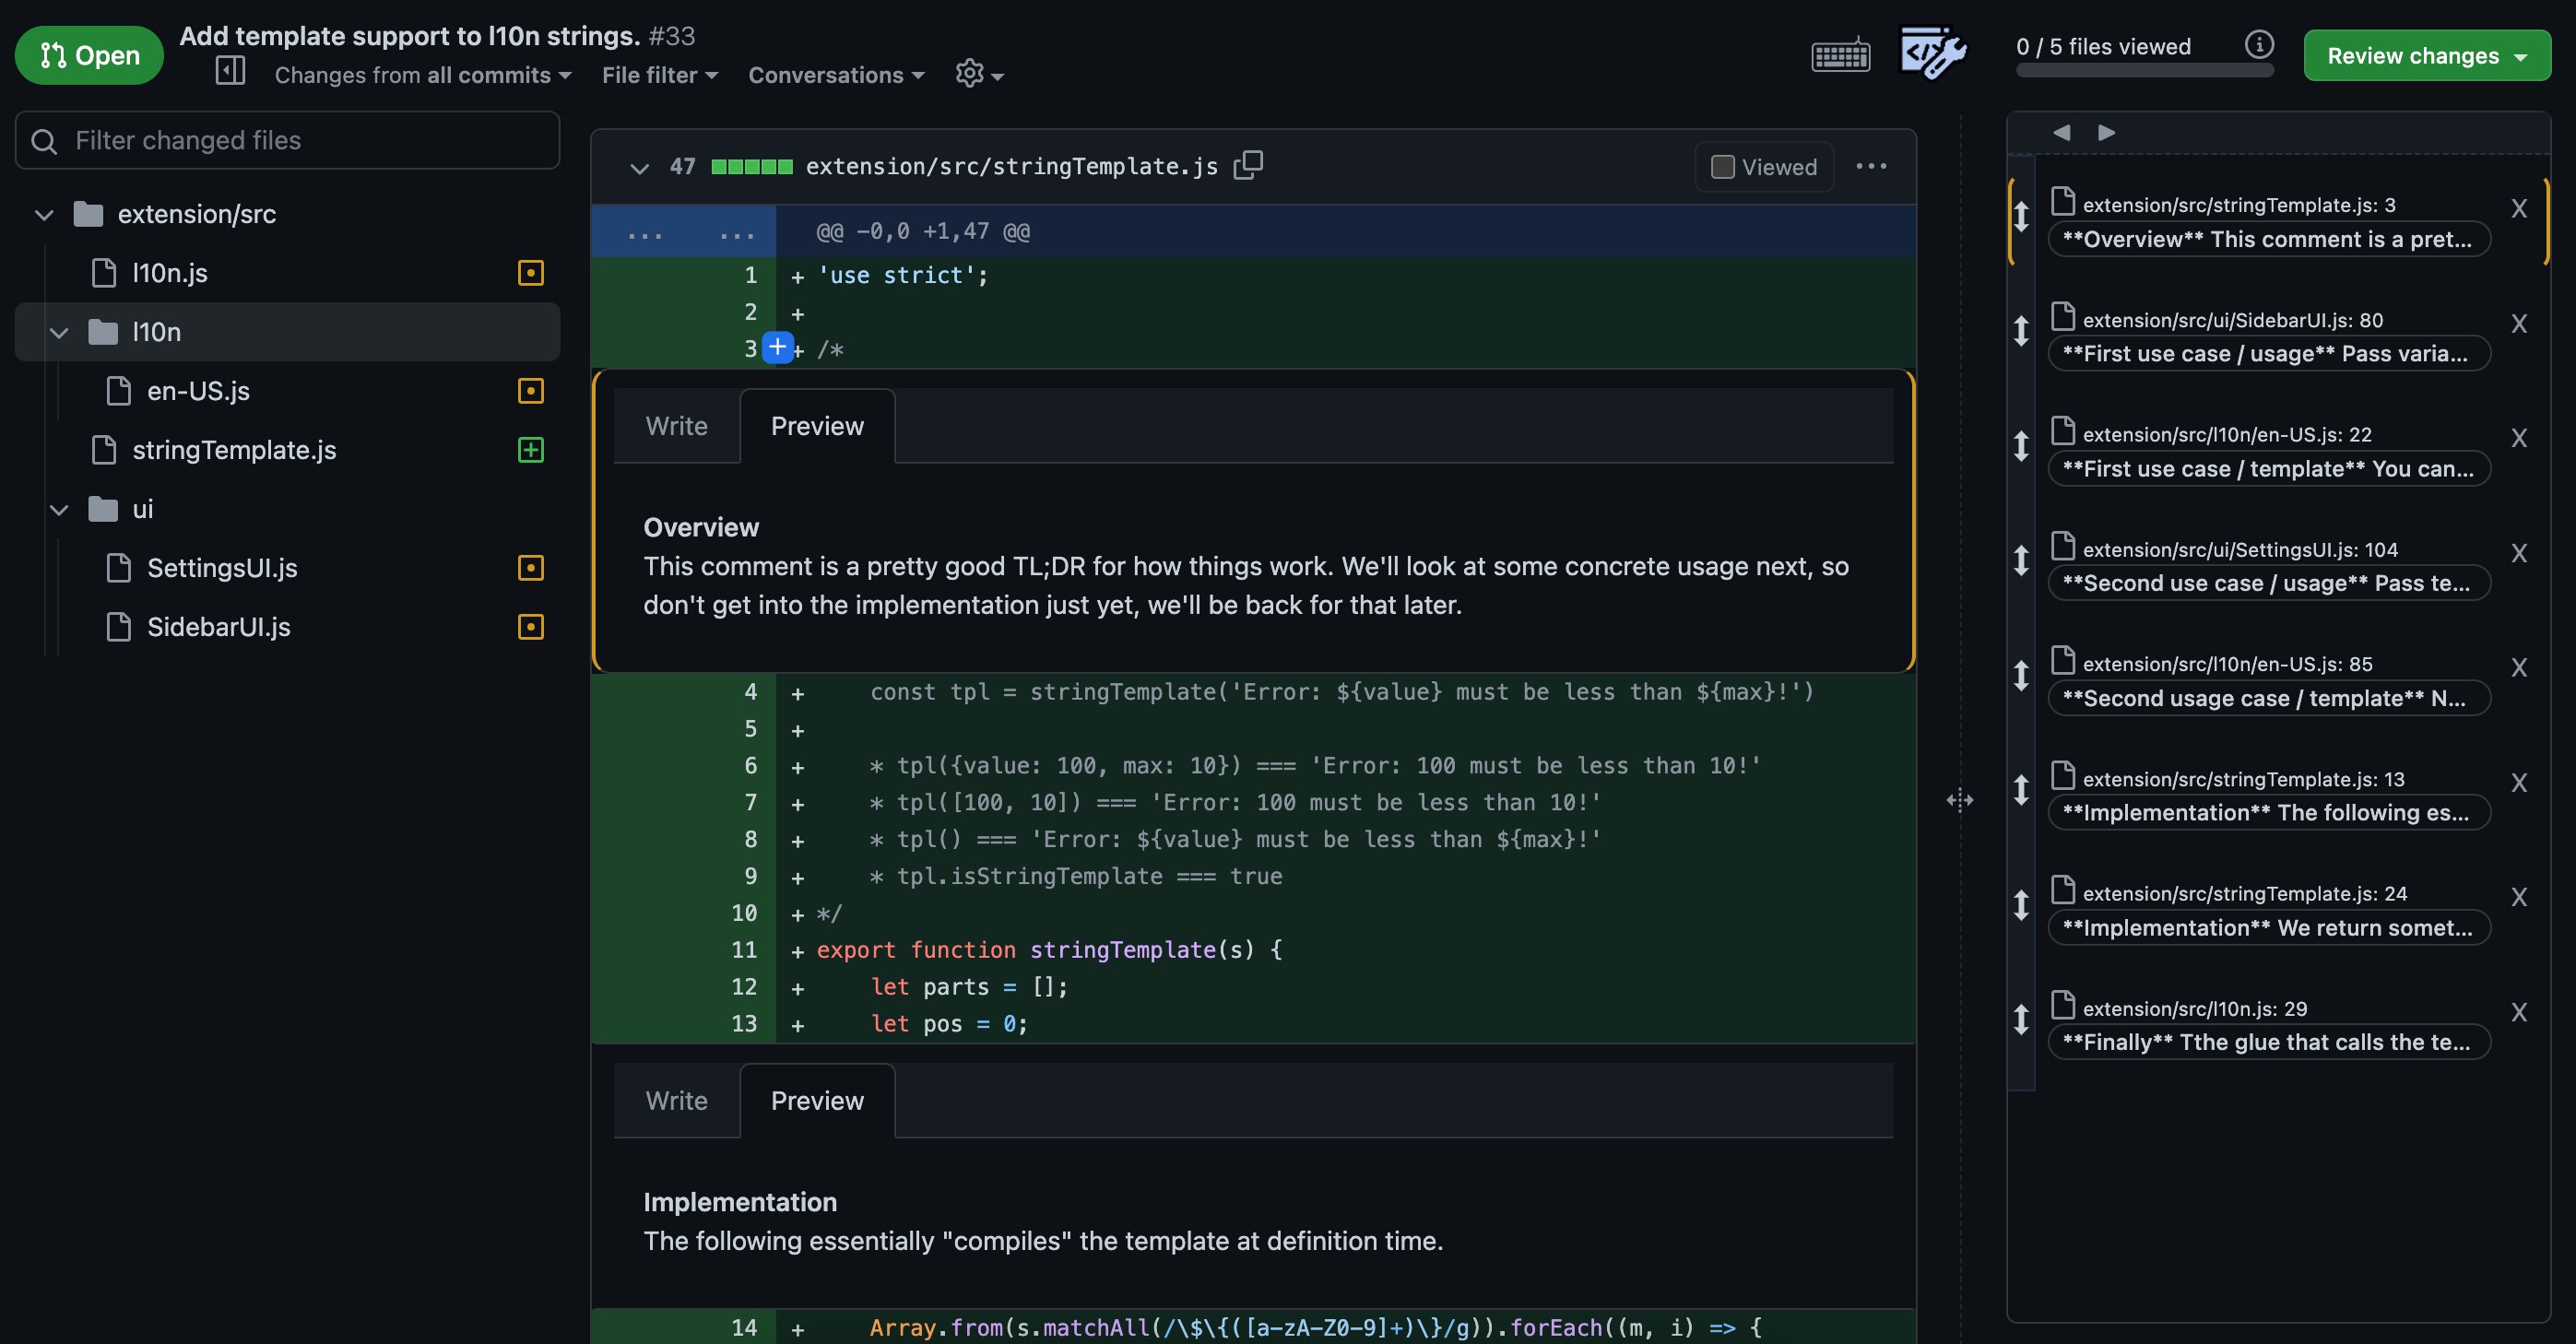 Open
Add template support to l10n strings. #33
Changes from all commits
File filter
Conversations
0 / 5 files viewed
Review changes
Filter changed files
extension/src
l10n.js
l10n
en-US.js
stringTemplate.js
ui
SettingsUI.js
SidebarUI.js
47 extension/src/stringTemplate.js
Viewed
... ... @@ -0,0 +1,47 @@
1 + 'use strict';
2 +
3 + + /*
Write Preview
Overview
This comment is a pretty good TL;DR for how things work. We'll look at some concrete usage next, so
don't get into the implementation just yet, we'll be back for that later.
4 + const tpl = stringTemplate('Error: ${value} must be less than ${max}!')
5 +
6 + * tpl({value: 100, max: 10}) === 'Error: 100 must be less than 10!'
7 + * tpl([100, 10]) === 'Error: 100 must be less than 10!'
8 + * tpl() === 'Error: ${value} must be less than ${max}!'
9 + * tpl.isStringTemplate === true
10 + */
11 + export function stringTemplate(s) {
12 + let parts = [];
13 + let pos = 0;
Write Preview
Implementation
The following essentially "compiles" the template at definition time.
14 + Array.from(s.matchAll(/\$\{([a-zA-Z0-9]+)\}/g)).forEach((m, i) => {
extension/src/stringTemplate.js: 3 X
**Overview** This comment is a pret...
extension/src/ui/SidebarUI.js: 80 X
**First use case / usage** Pass varia...
extension/src/l10n/en-US.js: 22 X
**First use case / template** You can...
extension/src/ui/SettingsUI.js: 104 X
**Second use case / usage** Pass te...
extension/src/l10n/en-US.js: 85 X
**Second usage case / template** N...
extension/src/stringTemplate.js: 13 X
**Implementation** The following es...
extension/src/stringTemplate.js: 24 X
**Implementation** We return somet...
extension/src/l10n.js: 29 X
**Finally** Tthe glue that calls the te...